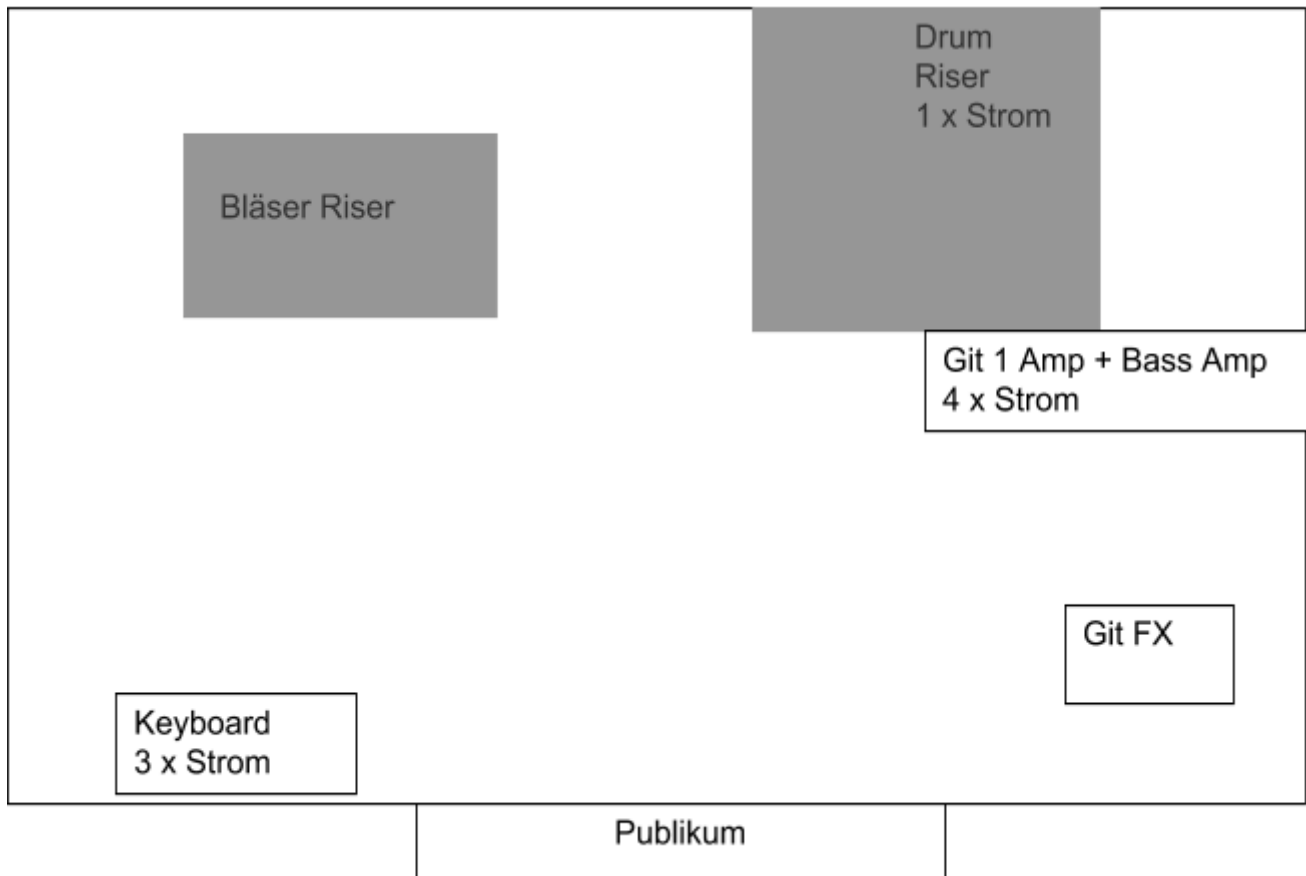 Drum
Riser
1 x Strom
Bläser Riser
Git 1 Amp + Bass Amp
4 x Strom
Git FX
Keyboard
3 x Strom
Publikum